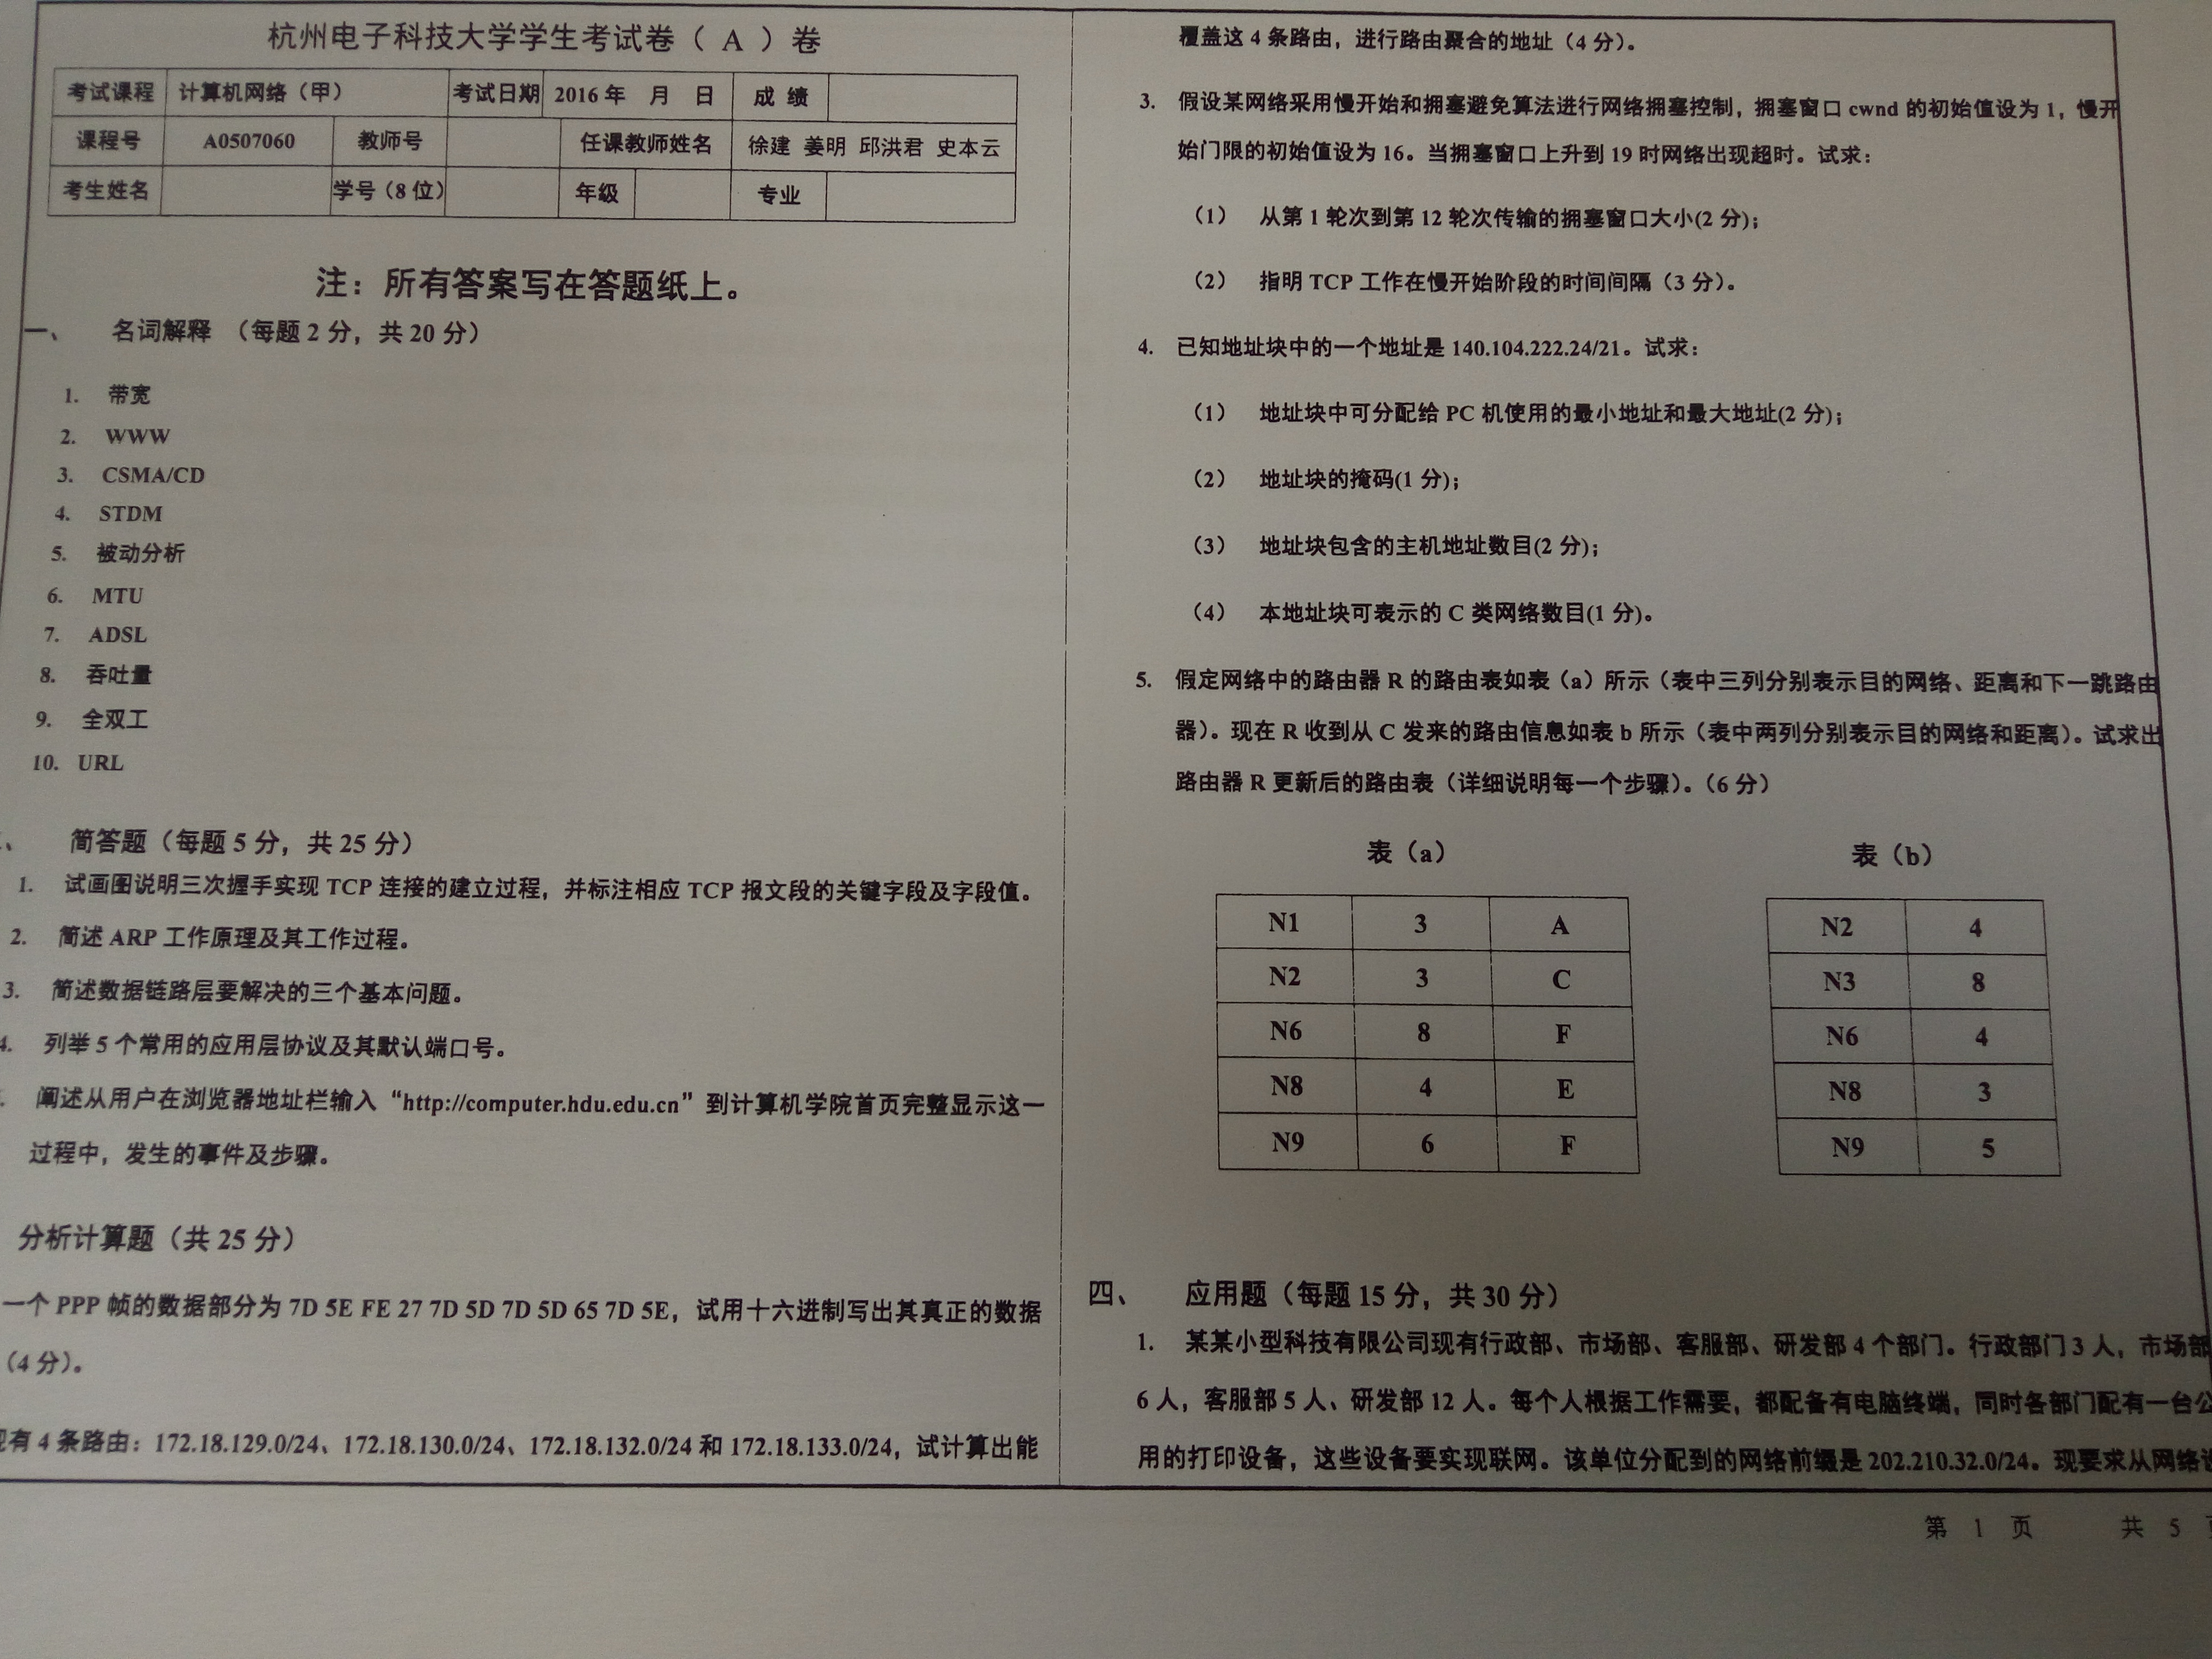 杭州电子科技大学学生考试卷（ A ）卷
考试课程 计算机网络（甲） 考试日期 2016 年 月 日 成 绩
课程号 A0507060 教师号 任课教师姓名 徐建 姜明 邱洪君 史本云
考生姓名 学号（8 位） 年级 专业
注：所有答案写在答题纸上。
一、 名词解释 （每题 2 分，共 20 分）
1. 带宽
2. WWW
3. CSMA/CD
4. STDM
5. 被动分析
6. MTU
7. ADSL
8. 吞吐量
9. 全双工
10. URL
、 简答题（每题 5 分，共 25 分）
1. 试画图说明三次握手实现 TCP 连接的建立过程，并标注相应 TCP 报文段的关键字段及字段值。
2. 简述 ARP 工作原理及其工作过程。
3. 简述数据链路层要解决的三个基本问题。
4. 列举 5 个常用的应用层协议及其默认端口号。
. 阐述从用户在浏览器地址栏输入“http://computer.hdu.edu.cn”到计算机学院首页完整显示这一
过程中，发生的事件及步骤。
分析计算题（共 25 分）
一个 PPP 帧的数据部分为 7D 5E FE 27 7D 5D 7D 5D 65 7D 5E，试用十六进制写出其真正的数据
（4 分）。
现有 4 条路由：172.18.129.0/24、172.18.130.0/24、172.18.132.0/24 和 172.18.133.0/24，试计算出能
覆盖这 4 条路由，进行路由聚合的地址（4 分）。
3. 假设某网络采用慢开始和拥塞避免算法进行网络拥塞控制，拥塞窗口 cwnd 的初始值设为 1，慢开
始门限的初始值设为 16。当拥塞窗口上升到 19 时网络出现超时。试求：
（1） 从第 1 轮次到第 12 轮次传输的拥塞窗口大小(2 分)；
（2） 指明 TCP 工作在慢开始阶段的时间间隔（3 分）。
4. 已知地址块中的一个地址是 140.104.222.24/21。试求：
（1） 地址块中可分配给 PC 机使用的最小地址和最大地址(2 分)；
（2） 地址块的掩码(1 分)；
（3） 地址块包含的主机地址数目(2 分)；
（4） 本地址块可表示的 C 类网络数目(1 分)。
5. 假定网络中的路由器 R 的路由表如表（a）所示（表中三列分别表示目的网络、距离和下一跳路由
器）。现在 R 收到从 C 发来的路由信息如表 b 所示（表中两列分别表示目的网络和距离）。试求出
路由器 R 更新后的路由表（详细说明每一个步骤）。（6 分）
表（a）
N1 3 A
N2 3 C
N6 8 F
N8 4 E
N9 6 F
表（b）
N2 4
N3 8
N6 4
N8 3
N9 5
四、 应用题（每题 15 分，共 30 分）
1. 某某小型科技有限公司现有行政部、市场部、客服部、研发部 4 个部门。行政部门 3 人，市场部
6 人，客服部 5 人、研发部 12 人。每个人根据工作需要，都配备有电脑终端，同时各部门配有一台公
用的打印设备，这些设备要实现联网。该单位分配到的网络前缀是 202.210.32.0/24。现要求从网络设
第 1 页 共 5 页